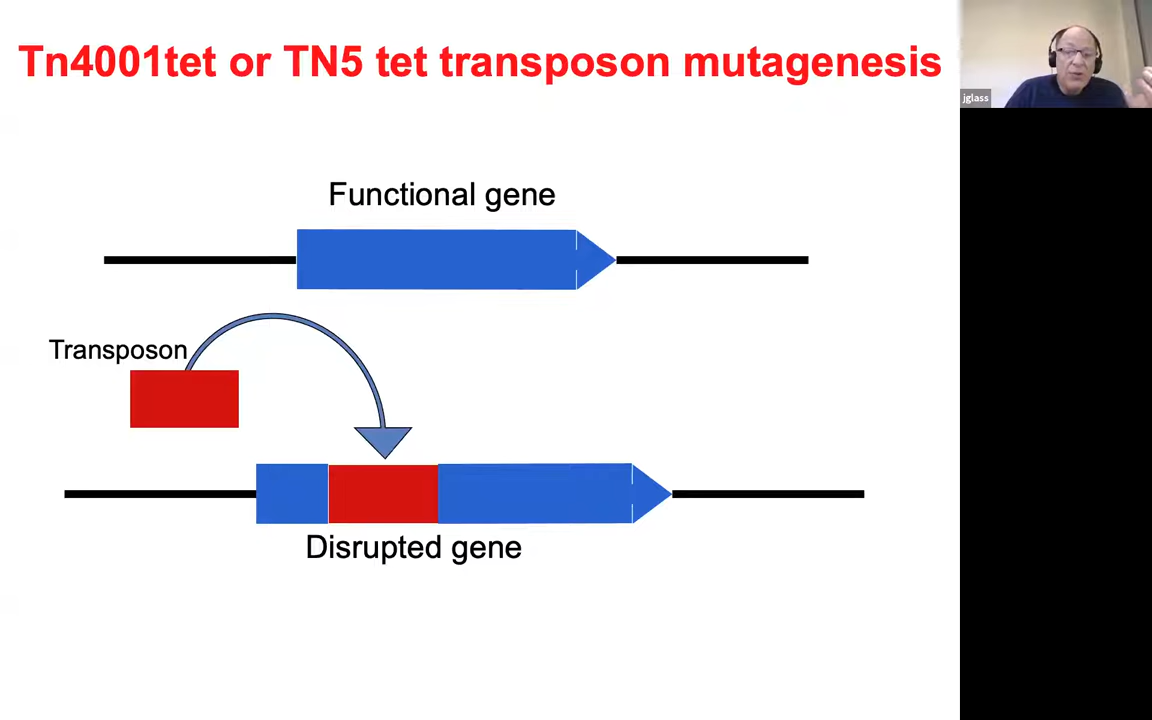 Tn4001tet or TN5 tet transposon mutagenesis
jglass
Functional gene
Transposon
Disrupted gene